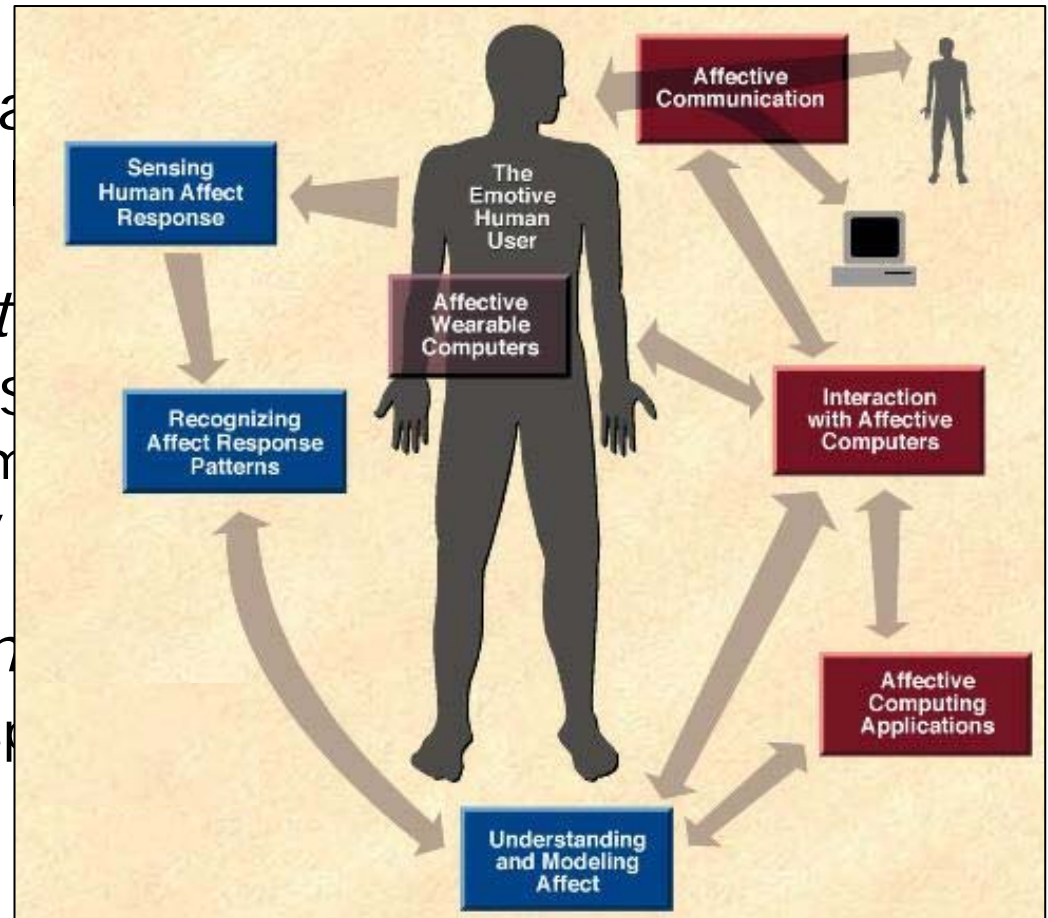 Affective
Communication
Sensing
Human Affect
Response
The
Emotive
Human
User
Affective
Wearable
Computers
Recognizing
Affect Response
Patterns
Interaction
with Affective
Computers
Affective
Computing
Applications
Understanding
and Modeling
Affect